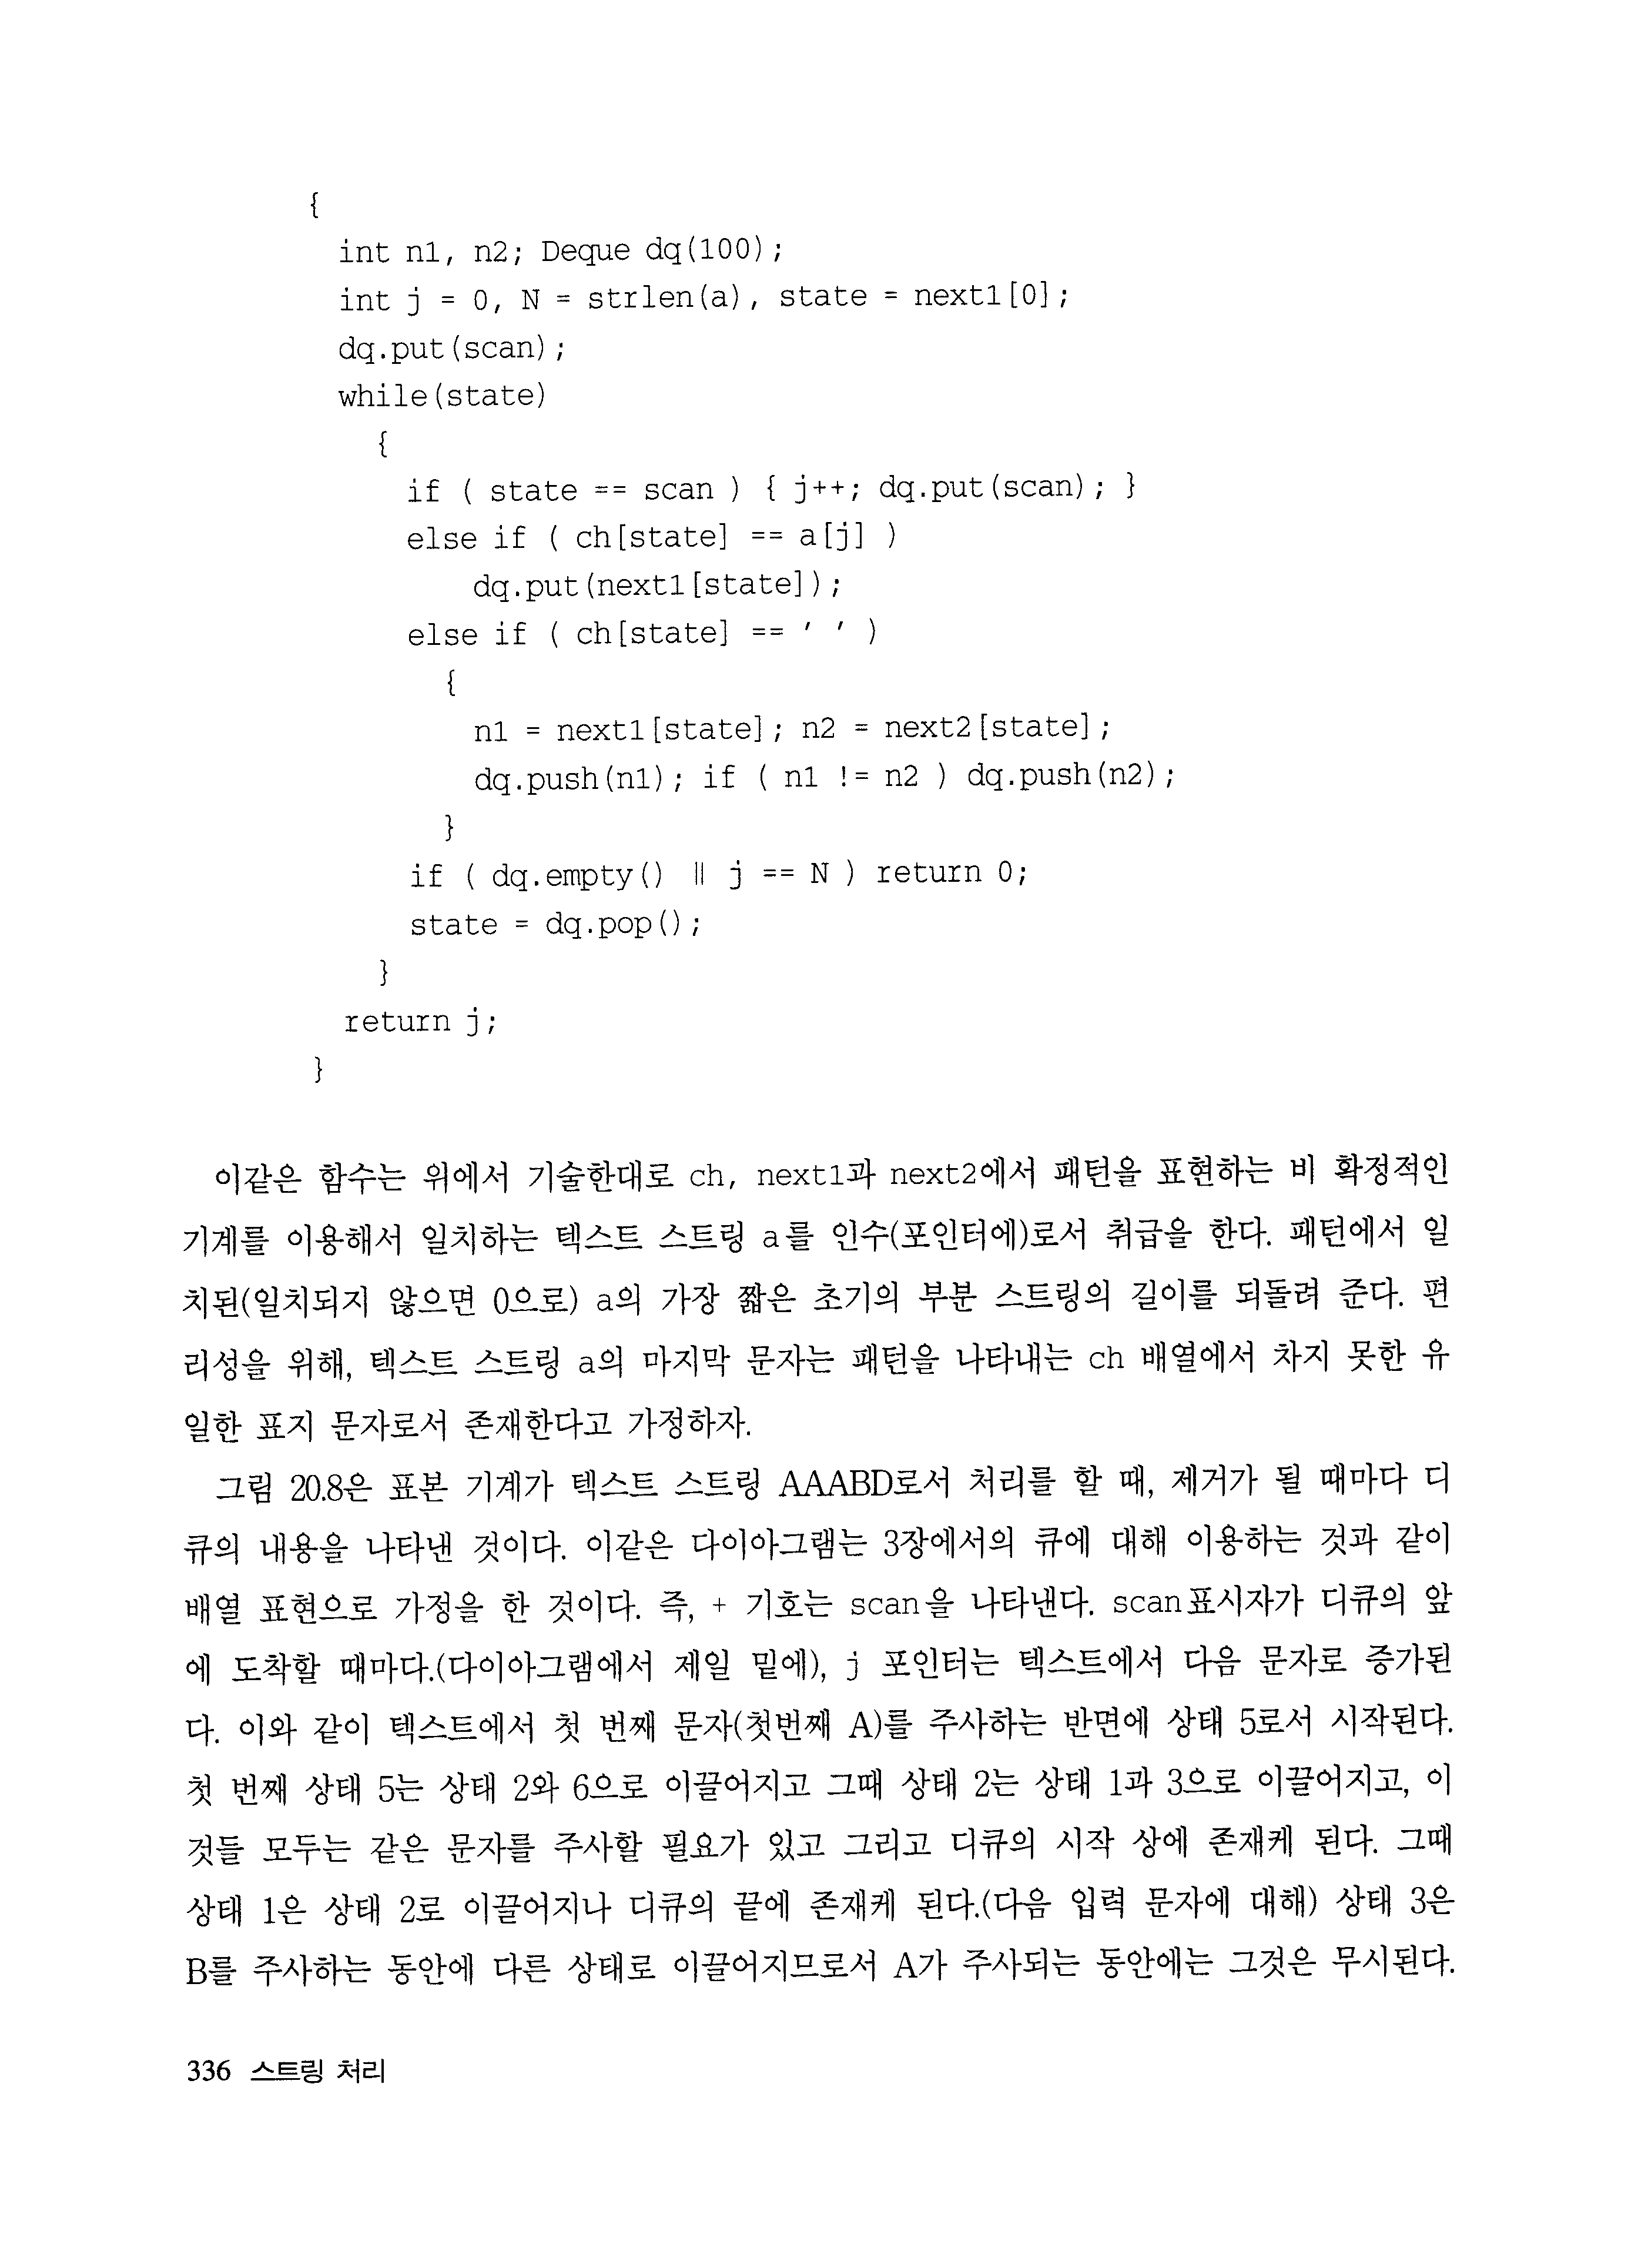 {
int n1, n2; Deque dq(100);
int j = 0, N = strlen(a), state = next1[0];
dq.put(scan);
while(state)
{
if ( state == scan ) { j++; dq.put(scan); }
else if ( ch[state] == a[j] )
dq.put(next1[state]);
else if ( ch[state] == ' ' )
{
n1 = next1[state]; n2 = next2[state];
dq.push(n1); if ( n1 != n2 ) dq.push(n2);
}
if ( dq.empty() || j == N ) return 0;
state = dq.pop();
}
return j;
}
이같은 함수는 위에서 기술한대로 ch, next1과 next2에서 패턴을 표현하는 비 확정적인
기계를 이용해서 일치하는 텍스트 스트링 a를 인수(포인터에)로서 취급을 한다. 패턴에서 일
치된(일치되지 않으면 0으로) a의 가장 짧은 초기의 부분 스트링의 길이를 되돌려 준다. 편
리성을 위해, 텍스트 스트링 a의 마지막 문자는 패턴을 나타내는 ch 배열에서 차지 못한 유
일한 표지 문자로서 존재한다고 가정하자.
그림 20.8은 표본 기계가 텍스트 스트링 AAABD로서 처리를 할 때, 제거가 될 때마다 디
큐의 내용을 나타낸 것이다. 이같은 다이아그램는 3장에서의 큐에 대해 이용하는 것과 같이
배열 표현으로 가정을 한 것이다. 즉, + 기호는 scan을 나타낸다. scan표시자가 디큐의 앞
에 도착할 때마다.(다이아그램에서 제일 밑에), j 포인터는 텍스트에서 다음 문자로 증가된
다. 이와 같이 텍스트에서 첫 번째 문자(첫번째 A)를 주사하는 반면에 상태 5로서 시작된다.
첫 번째 상태 5는 상태 2와 6으로 이끌어지고 그때 상태 2는 상태 1과 3으로 이끌어지고, 이
것들 모두는 같은 문자를 주사할 필요가 있고 그리고 디큐의 시작 상에 존재케 된다. 그때
상태 1은 상태 2로 이끌어지나 디큐의 끝에 존재케 된다.(다음 입력 문자에 대해) 상태 3은
B를 주사하는 동안에 다른 상태로 이끌어지므로서 A가 주사되는 동안에는 그것은 무시된다.
336 스트링 처리